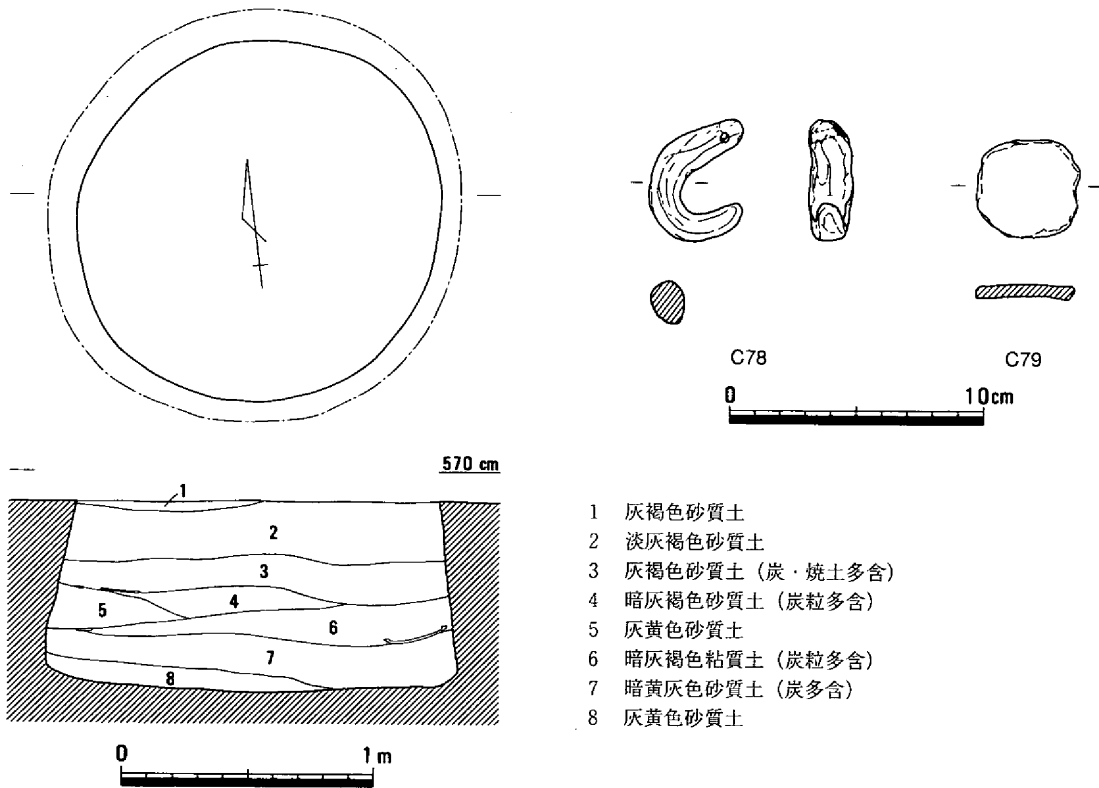 C78
C79
0 10cm
570 cm
1
2
3
4
5
6
7
8
0 1m
1 灰褐色砂質土
2 淡灰褐色砂質土
3 灰褐色砂質土（炭・焼土多含）
4 暗灰褐色砂質土（炭粒多含）
5 灰黄色砂質土
6 暗灰褐色粘質土（炭粒多含）
7 暗黄灰色砂質土（炭多含）
8 灰黄色砂質土